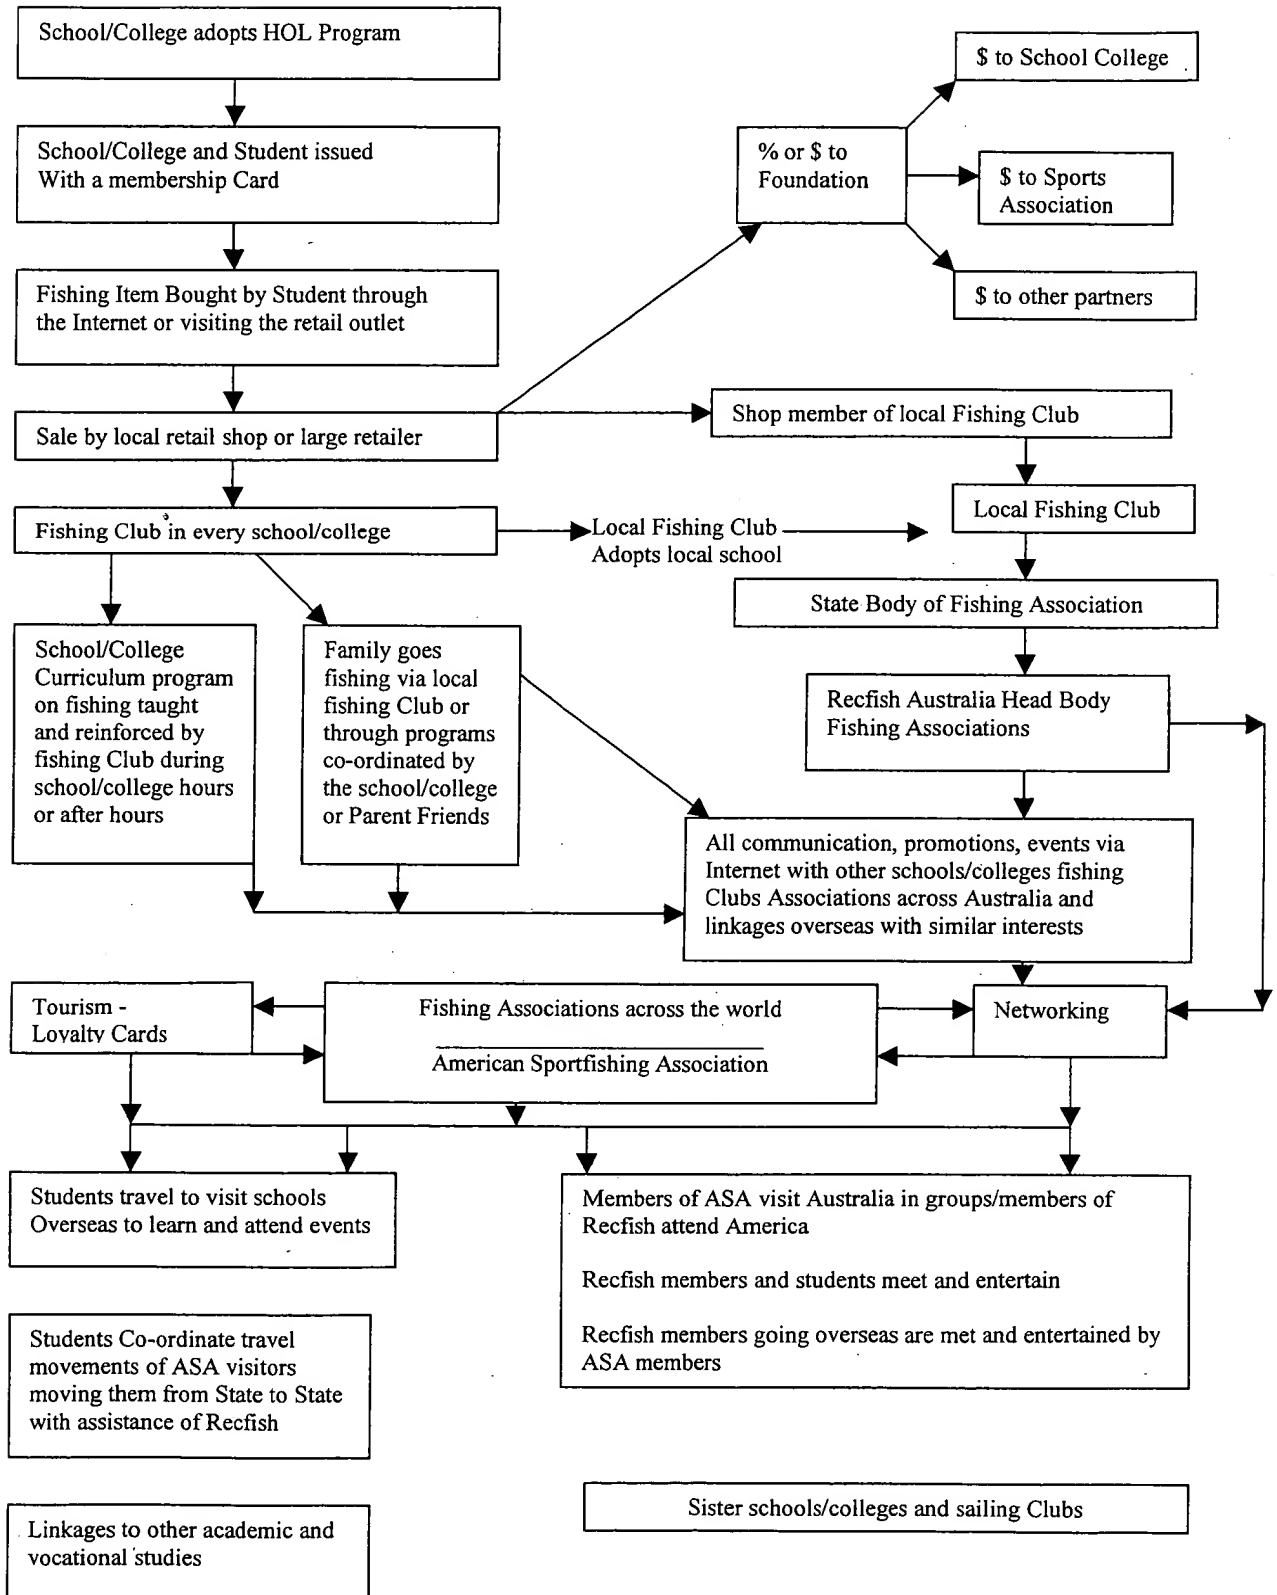 School/College adopts HOL Program
$ to School College
School/College and Student issued
With a membership Card
% or $ to
Foundation
$ to Sports
Association
Fishing Item Bought by Student through
the Internet or visiting the retail outlet
$ to other partners
Sale by local retail shop or large retailer
Shop member of local Fishing Club
Fishing Club in every school/college
Local Fishing Club
Adopts local school
Local Fishing Club
State Body of Fishing Association
School/College
Curriculum program
on fishing taught
and reinforced by
fishing Club during
school/college hours
or after hours
Family goes
fishing via local
fishing Club or
through programs
co-ordinated by
the school/college
or Parent Friends
Recfish Australia Head Body
Fishing Associations
All communication, promotions, events via
Internet with other schools/colleges fishing
Clubs Associations across Australia and
linkages overseas with similar interests
Tourism -
Loyalty Cards
Fishing Associations across the world
American Sportfishing Association
Networking
Students travel to visit schools
Overseas to learn and attend events
Members of ASA visit Australia in groups/members of
Recfish attend America
Recfish members and students meet and entertain
Recfish members going overseas are met and entertained by
ASA members
Students Co-ordinate travel
movements of ASA visitors
moving them from State to State
with assistance of Recfish
Sister schools/colleges and sailing Clubs
Linkages to other academic and
vocational studies